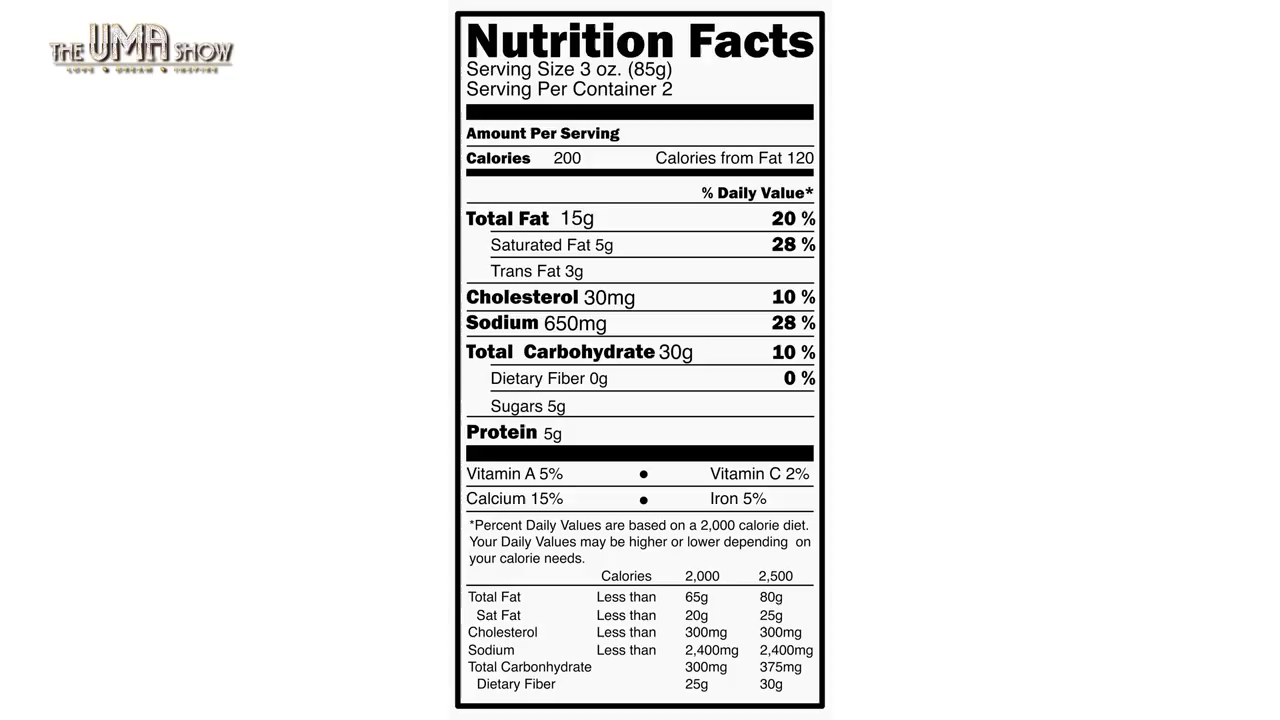 THE UMA SHOW
LOVE • DREAM • INSPIRE
Nutrition Facts
Serving Size 3 oz. (85g)
Serving Per Container 2
Amount Per Serving
Calories 200 Calories from Fat 120
% Daily Value*
Total Fat 15g 20 %
Saturated Fat 5g 28 %
Trans Fat 3g
Cholesterol 30mg 10 %
Sodium 650mg 28 %
Total Carbohydrate 30g 10 %
Dietary Fiber 0g 0 %
Sugars 5g
Protein 5g
Vitamin A 5% • Vitamin C 2%
Calcium 15% • Iron 5%
*Percent Daily Values are based on a 2,000 calorie diet.
Your Daily Values may be higher or lower depending on
your calorie needs.
Calories 2,000 2,500
Total Fat Less than 65g 80g
Sat Fat Less than 20g 25g
Cholesterol Less than 300mg 300mg
Sodium Less than 2,400mg 2,400mg
Total Carbonhydrate 300mg 375mg
Dietary Fiber 25g 30g